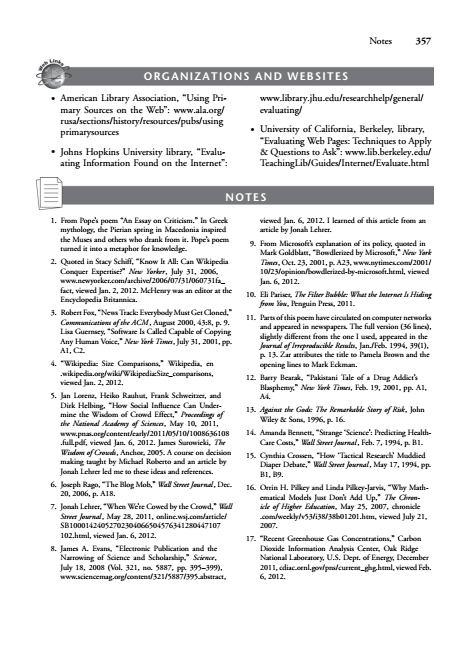 Notes 357
Web Links
ORGANIZATIONS AND WEBSITES
• American Library Association, “Using Pri-
mary Sources on the Web”: www.ala.org/
rusa/sections/history/resources/pubs/using
primarysources
• Johns Hopkins University library, “Evalu-
ating Information Found on the Internet”:
www.library.jhu.edu/researchhelp/general/
evaluating/
• University of California, Berkeley, library,
“Evaluating Web Pages: Techniques to Apply
& Questions to Ask”: www.lib.berkeley.edu/
TeachingLib/Guides/Internet/Evaluate.html
NOTES
1. From Pope’s poem “An Essay on Criticism.” In Greek
mythology, the Pierian spring in Macedonia inspired
the Muses and others who drank from it. Pope’s poem
turned it into a metaphor for knowledge.
2. Quoted in Stacy Schiff, “Know It All: Can Wikipedia
Conquer Expertise?” New Yorker, July 31, 2006,
www.newyorker.com/archive/2006/07/31/060731fa_
fact, viewed Jan. 2, 2012. McHenry was an editor at the
Encyclopedia Britannica.
3. Robert Fox, “News Track: Everybody Must Get Cloned,”
Communications of the ACM, August 2000, 43:8, p. 9.
Lisa Guernsey, “Software Is Called Capable of Copying
Any Human Voice,” New York Times, July 31, 2001, pp.
A1, C2.
4. “Wikipedia: Size Comparisons,” Wikipedia, en
.wikipedia.org/wiki/Wikipedia:Size_comparisons,
viewed Jan. 2, 2012.
5. Jan Lorenz, Heiko Rauhut, Frank Schweitzer, and
Dirk Helbing, “How Social Influence Can Under-
mine the Wisdom of Crowd Effect,” Proceedings of
the National Academy of Sciences, May 10, 2011,
www.pnas.org/content/early/2011/05/10/1008636108
.full.pdf, viewed Jan. 6, 2012. James Surowieki, The
Wisdom of Crowds, Anchor, 2005. A course on decision
making taught by Michael Roberto and an article by
Jonah Lehrer led me to these ideas and references.
6. Joseph Rago, “The Blog Mob,” Wall Street Journal, Dec.
20, 2006, p. A18.
7. Jonah Lehrer, “When We’re Cowed by the Crowd,” Wall
Street Journal, May 28, 2011, online.wsj.com/article/
SB10001424052702304066504576341280447107
102.html, viewed Jan. 6, 2012.
8. James A. Evans, “Electronic Publication and the
Narrowing of Science and Scholarship,” Science,
July 18, 2008 (Vol. 321, no. 5887, pp. 395–399),
www.sciencemag.org/content/321/5887/395.abstract,
viewed Jan. 6, 2012. I learned of this article from an
article by Jonah Lehrer.
9. From Microsoft’s explanation of its policy, quoted in
Mark Goldblatt, “Bowdlerized by Microsoft,” New York
Times, Oct. 23, 2001, p. A23, www.nytimes.com/2001/
10/23/opinion/bowdlerized-by-microsoft.html, viewed
Jan. 6, 2012.
10. Eli Pariser, The Filter Bubble: What the Internet Is Hiding
from You, Penguin Press, 2011.
11. Parts of this poem have circulated on computer networks
and appeared in newspapers. The full version (36 lines),
slightly different from the one I used, appeared in the
Journal of Irreproducible Results, Jan./Feb. 1994, 39(1),
p. 13. Zar attributes the title to Pamela Brown and the
opening lines to Mark Eckman.
12. Barry Bearak, “Pakistani Tale of a Drug Addict’s
Blasphemy,” New York Times, Feb. 19, 2001, pp. A1,
A4.
13. Against the Gods: The Remarkable Story of Risk, John
Wiley & Sons, 1996, p. 16.
14. Amanda Bennett, “Strange ‘Science’: Predicting Health-
Care Costs,” Wall Street Journal, Feb. 7, 1994, p. B1.
15. Cynthia Crossen, “How ‘Tactical Research’ Muddied
Diaper Debate,” Wall Street Journal, May 17, 1994, pp.
B1, B9.
16. Orrin H. Pilkey and Linda Pilkey-Jarvis, “Why Math-
ematical Models Just Don’t Add Up,” The Chron-
icle of Higher Education, May 25, 2007, chronicle
.com/weekly/v53/i38/38b01201.htm, viewed July 21,
2007.
17. “Recent Greenhouse Gas Concentrations,” Carbon
Dioxide Information Analysis Center, Oak Ridge
National Laboratory, U.S. Dept. of Energy, December
2011, cdiac.ornl.gov/pns/current_ghg.html, viewed Feb.
6, 2012.